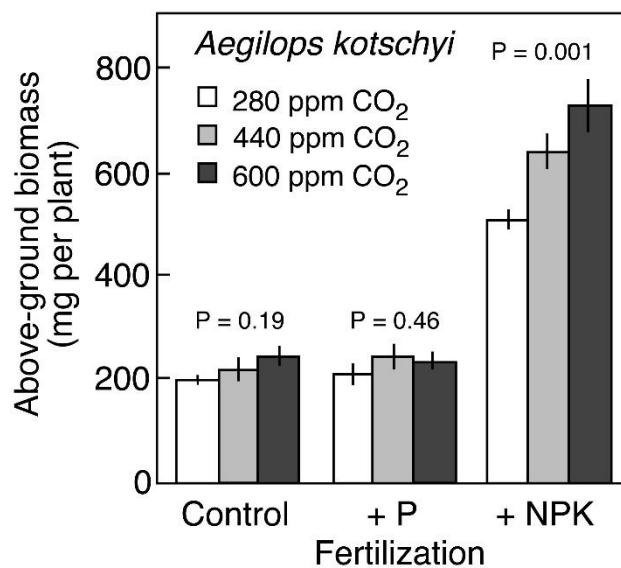 Aegilops kotschyi
P = 0.001
280 ppm CO₂
440 ppm CO₂
600 ppm CO₂
P = 0.19
P = 0.46
800
600
400
200
0
Above-ground biomass
(mg per plant)
Control
+ P
+ NPK
Fertilization